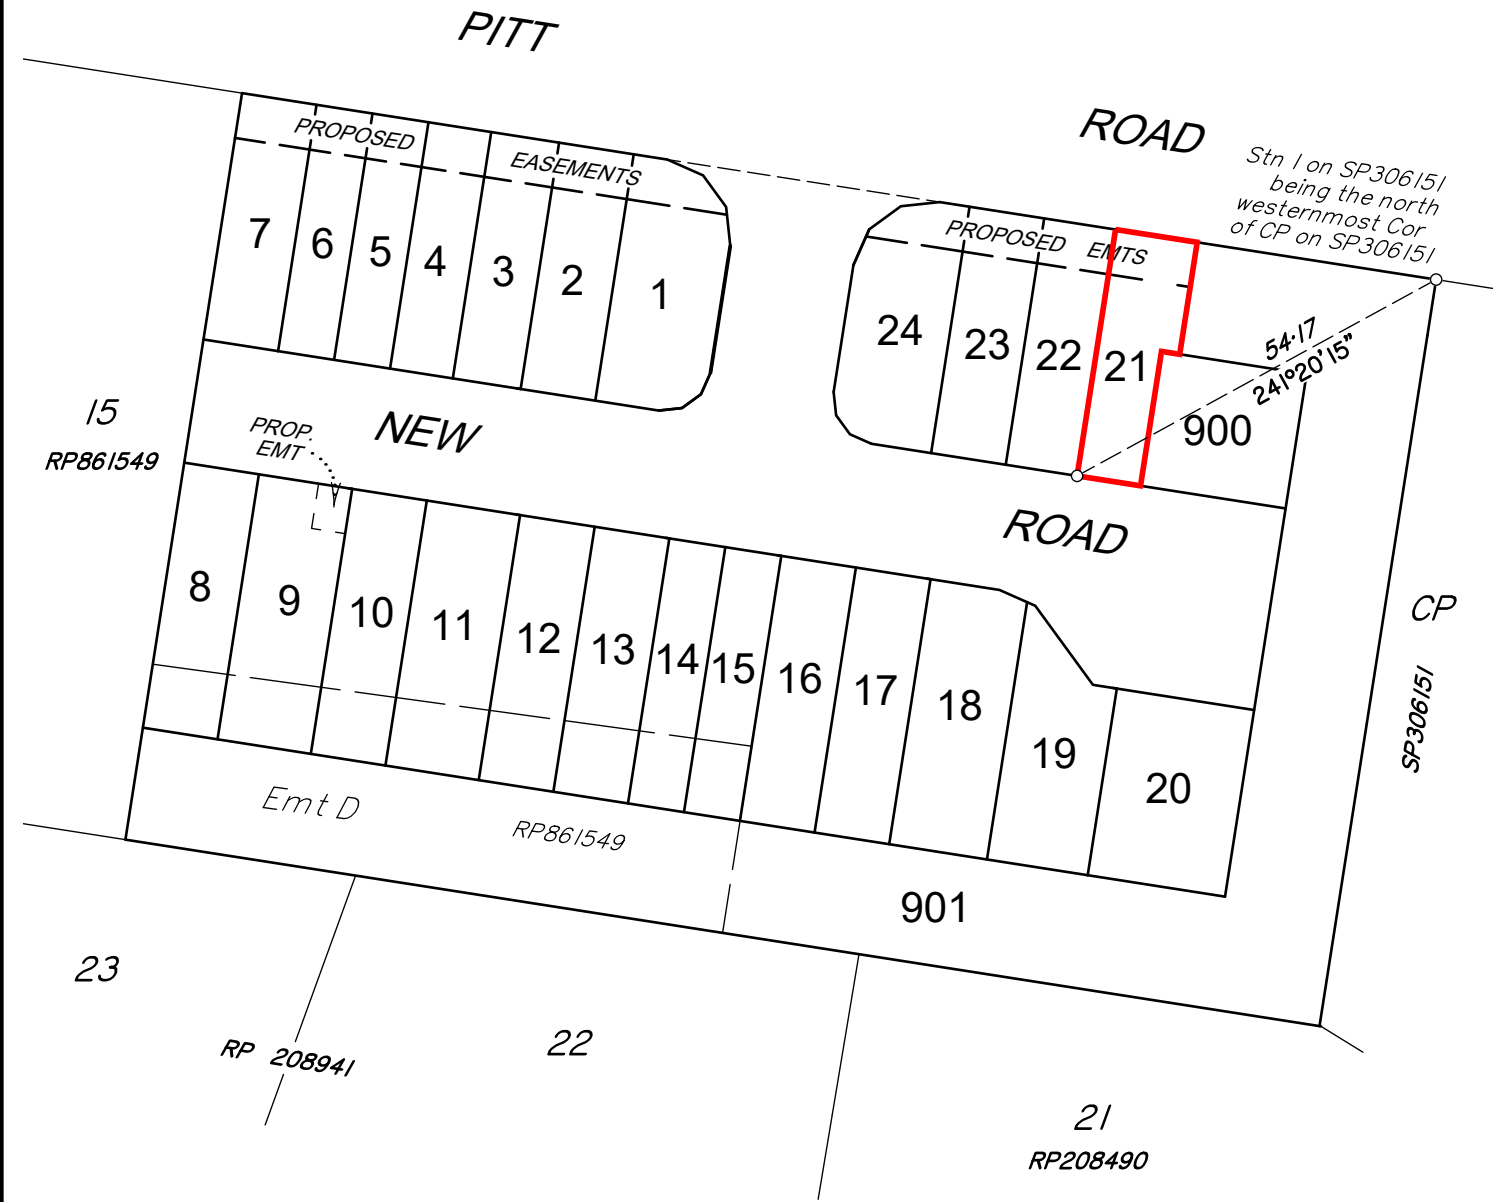 PITT
ROAD
Stn 1 on SP306151
being the north
westernmost Cor
of CP on SP306151
PROPOSED
EASEMENTS
PROPOSED EMTS
7
6
5
4
3
2
1
24
23
22
21
54·17
241°20'15"
900
15
RP861549
PROP.
EMT
NEW
ROAD
8
9
10
11
12
13
14
15
16
17
18
19
20
CP
SP306151
Emt D
RP861549
901
23
RP 208941
22
21
RP208490